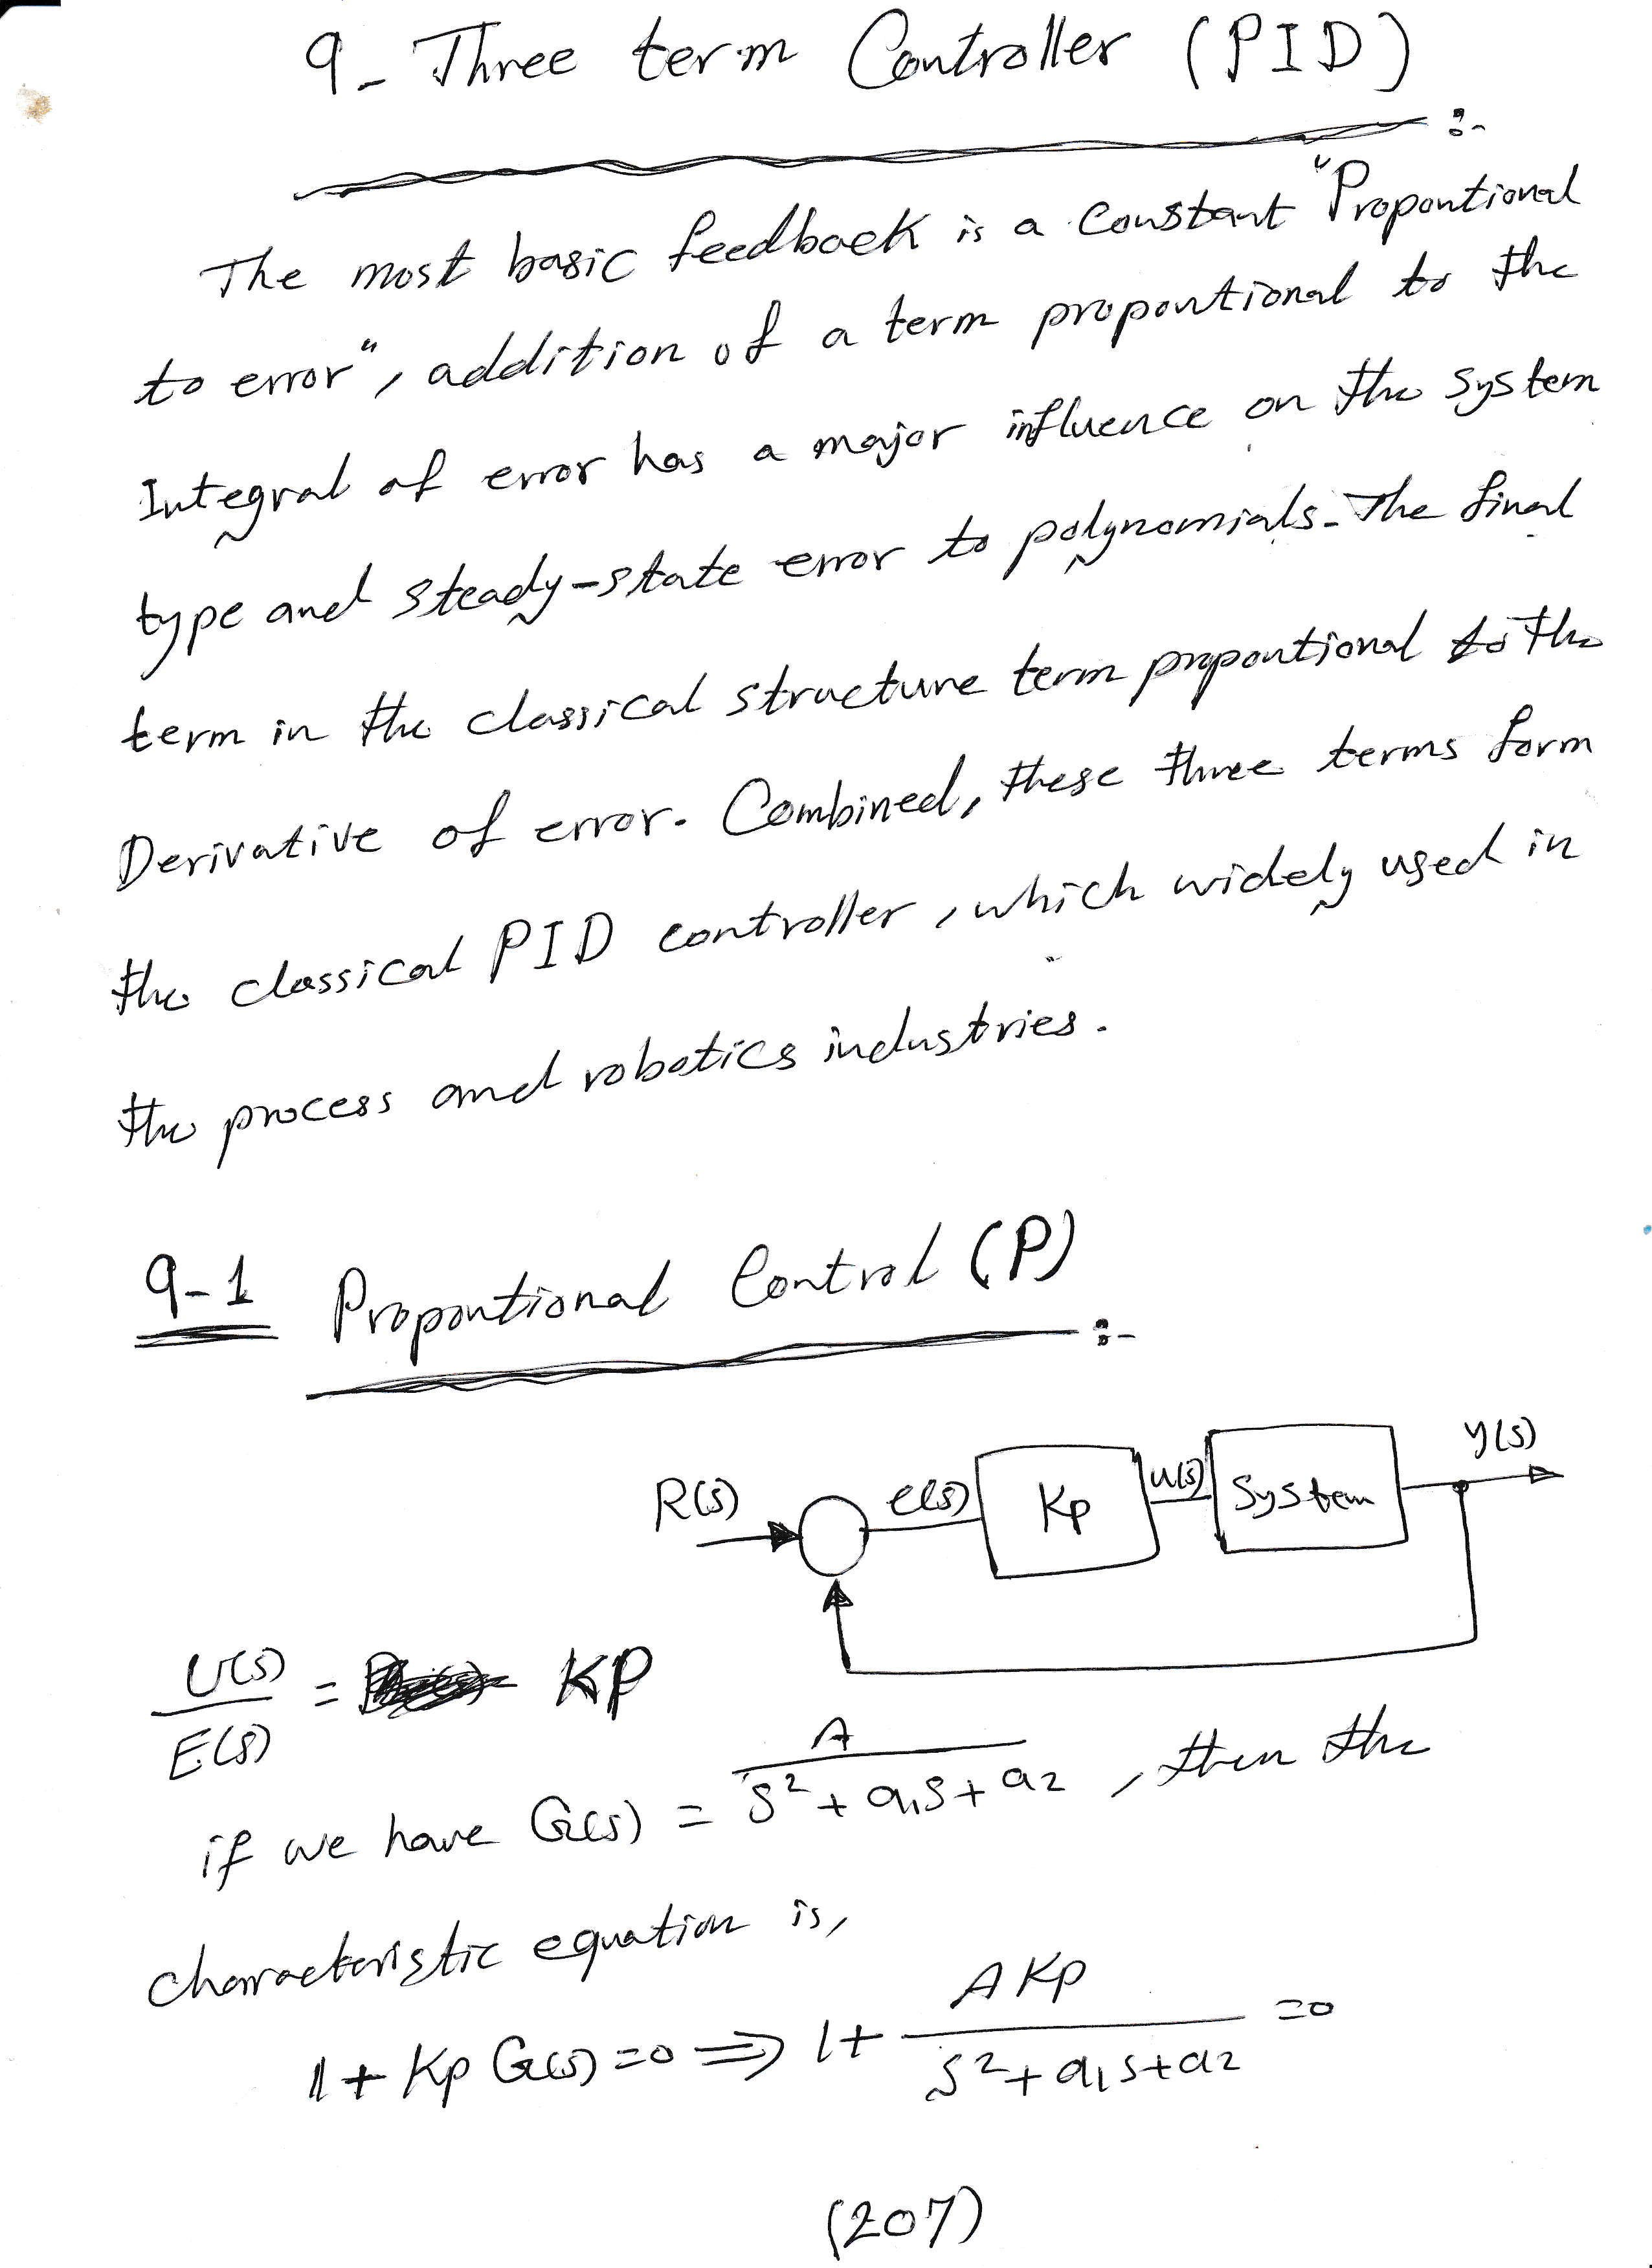 9- Three term Controller (PID) :-
The most basic feedback is a constant "Proportional
to error", addition of a term proportional to the
Integral of error has a major influence on the system
type and steady-state error to polynomials. The final
term in the classical structure term proportional to the
Derivative of error. Combined, these three terms form
the classical PID controller, which widely used in
the process and robotics industries.
9-1 Proportional Control (P) :-
R(s) e(s) Kp u(s) System y(s)
U(s)/E(s) = KP
if we have G(s) = A/(s²+a₁s+a₂), then the
characteristic equation is,
1+ Kp G(s) =0 => 1+ AKp/(s²+a₁s+a₂) =0
(207)